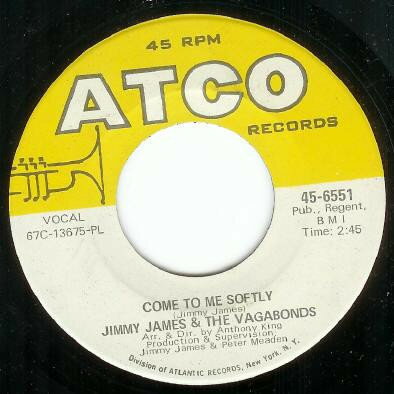 45 RPM
ATCO
RECORDS
VOCAL
67C-13675-PL
45-6551
Pub., Regent,
BMI
Time: 2:45
COME TO ME SOFTLY
(Jimmy James)
JIMMY JAMES & THE VAGABONDS
Arr. & Dir. by Anthony King
Production & Supervision;
Jimmy James & Peter Meaden
Division of ATLANTIC RECORDS, New York, N. Y.